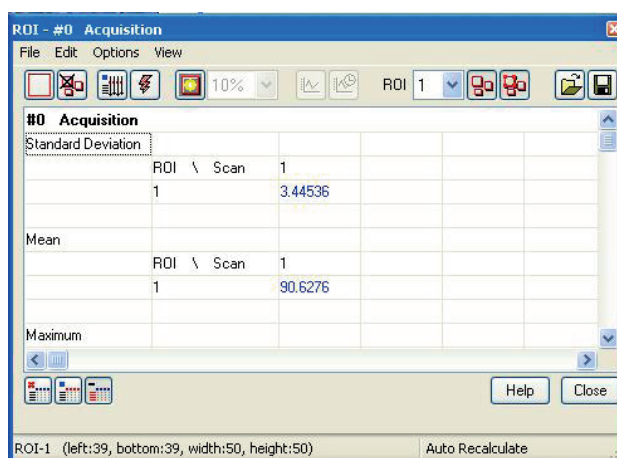 ROI - #0 Acquisition
File Edit Options View
10% ROI 1
#0 Acquisition
Standard Deviation
ROI \ Scan 1
1 3.44536
Mean
ROI \ Scan 1
1 90.6276
Maximum
Help Close
ROI-1 (left:39, bottom:39, width:50, height:50) Auto Recalculate